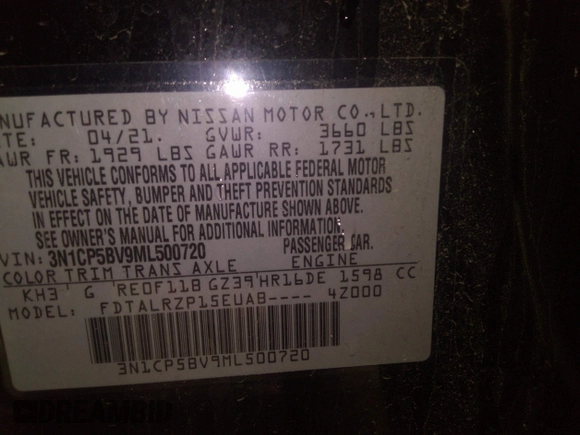 NUFACTURED BY NISSAN MOTOR CO., LTD.
TE: 04/21. GVWR: 3660 LBS
AWR FR: 1929 LBS GAWR RR: 1731 LBS
THIS VEHICLE CONFORMS TO ALL APPLICABLE FEDERAL MOTOR
VEHICLE SAFETY, BUMPER AND THEFT PREVENTION STANDARDS
IN EFFECT ON THE DATE OF MANUFACTURE SHOWN ABOVE.
SEE OWNER'S MANUAL FOR ADDITIONAL INFORMATION.
VIN: 3N1CP5BV9ML500720 PASSENGER CAR.
COLOR TRIM TRANS AXLE ENGINE
KH3 G RE0F11B GZ39 HR16DE 1598 CC
MODEL: FDTALRZP15EUAB---- 42000
3N1CP5BV9ML500720
DREAMBID